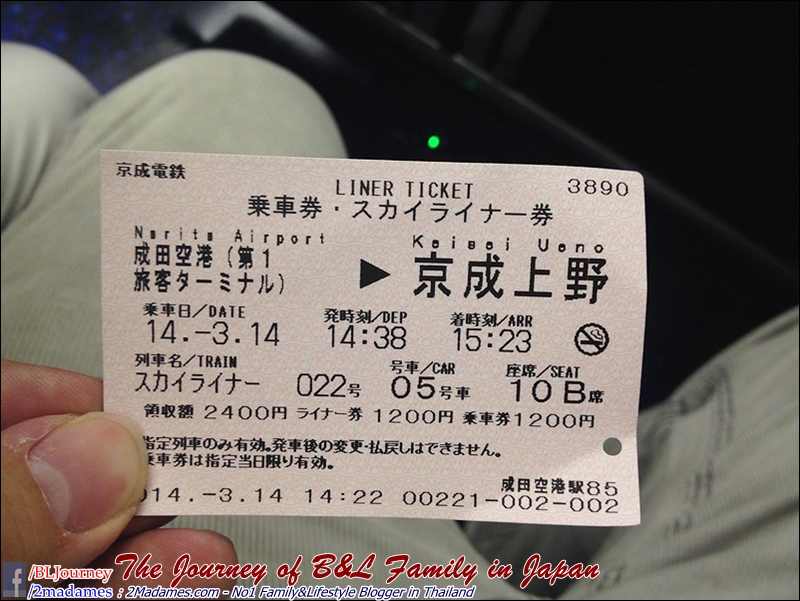 京成電鉄
LINER TICKET
3890
乗車券・スカイライナー券
Narita Airport
Keisei Ueno
成田空港(第1
旅客ターミナル)
▶ 京成上野
乗車日/DATE 発時刻/DEP 着時刻/ARR
14.-3.14 14:38 15:23
列車名/TRAIN 号車/CAR 座席/SEAT
スカイライナー 022号 05号車 10B席
領収額 2400円 ライナー券 1200円 乗車券1200円
指定列車のみ有効。発車後の変更・払戻しはできません。
乗車券は指定当日限り有効。
成田空港駅85
014.-3.14 14:22 00221-002-002
f /BLJourney The Journey of B&L Family in Japan
/2madames : 2Madames.com - No1 Family&Lifestyle Blogger in Thailand